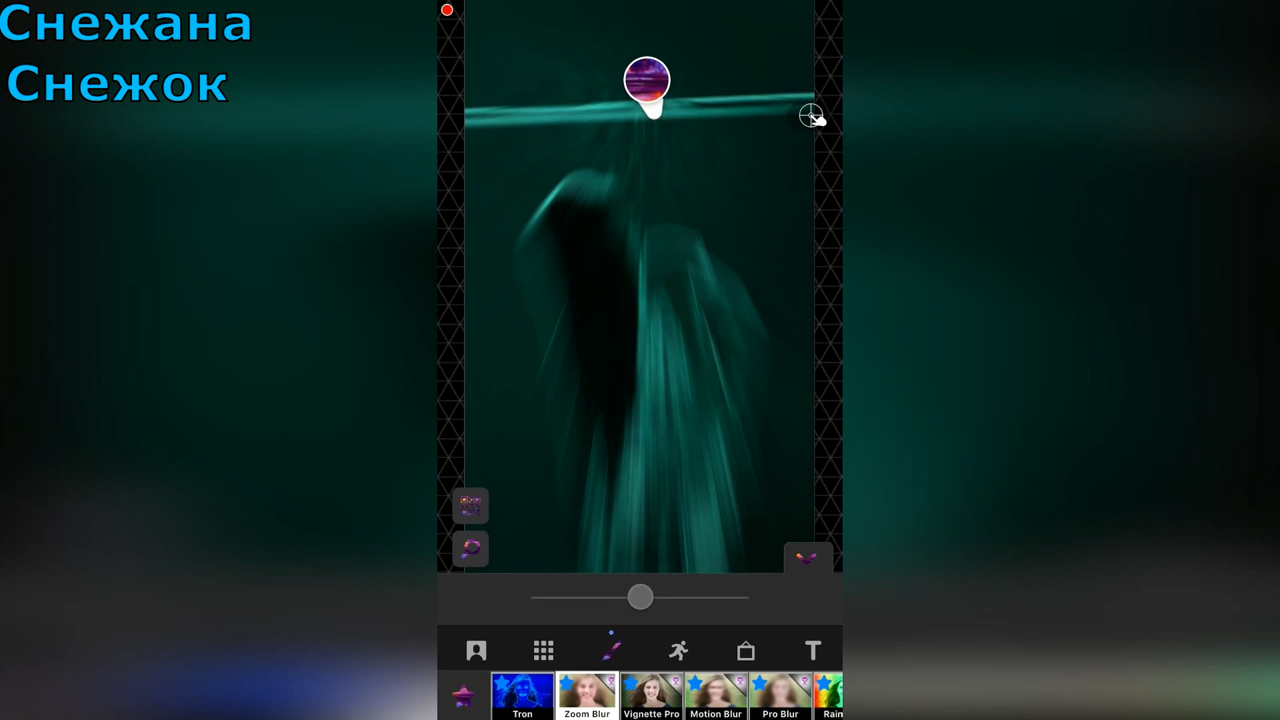 Снежана
Снежок
Tron
Zoom Blur
Vignette Pro
Motion Blur
Pro Blur
Rain